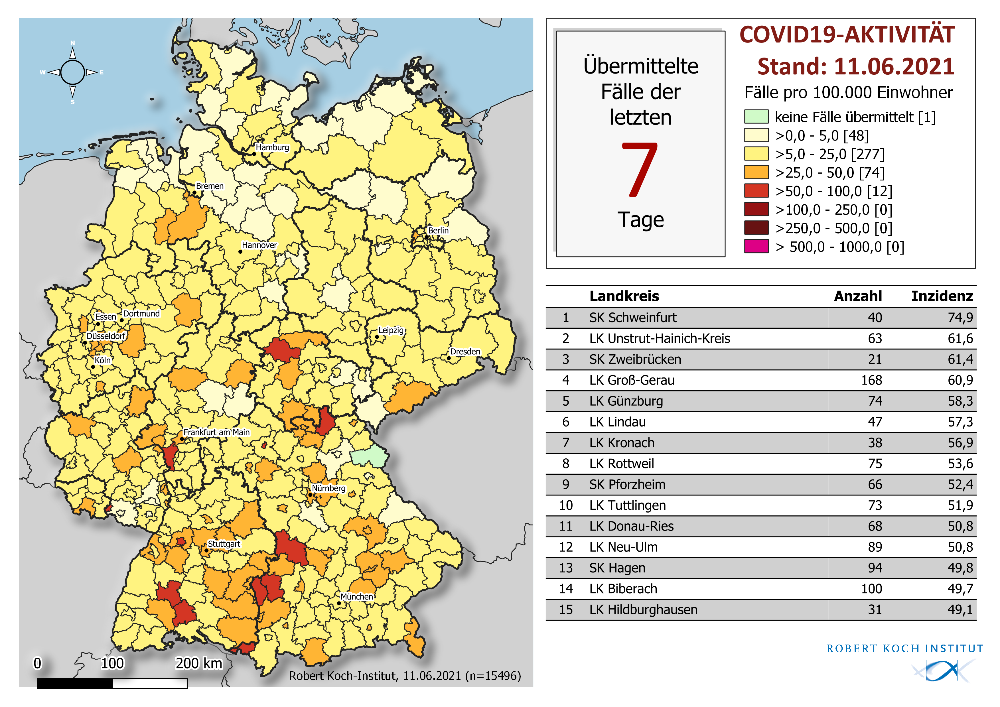 N
W
E
S
Hamburg
Bremen
Berlin
Hannover
Essen
Dortmund
Düsseldorf
Leipzig
Köln
Dresden
Frankfurt am Main
Nürnberg
Stuttgart
München
0 100 200 km
Robert Koch-Institut, 11.06.2021 (n=15496)
Übermittelte
Fälle der
letzten
7
Tage
COVID19-AKTIVITÄT
Stand: 11.06.2021
Fälle pro 100.000 Einwohner
keine Fälle übermittelt [1]
>0,0 - 5,0 [48]
>5,0 - 25,0 [277]
>25,0 - 50,0 [74]
>50,0 - 100,0 [12]
>100,0 - 250,0 [0]
>250,0 - 500,0 [0]
> 500,0 - 1000,0 [0]
Landkreis Anzahl Inzidenz
1 SK Schweinfurt 40 74,9
2 LK Unstrut-Hainich-Kreis 63 61,6
3 SK Zweibrücken 21 61,4
4 LK Groß-Gerau 168 60,9
5 LK Günzburg 74 58,3
6 LK Lindau 47 57,3
7 LK Kronach 38 56,9
8 LK Rottweil 75 53,6
9 SK Pforzheim 66 52,4
10 LK Tuttlingen 73 51,9
11 LK Donau-Ries 68 50,8
12 LK Neu-Ulm 89 50,8
13 SK Hagen 94 49,8
14 LK Biberach 100 49,7
15 LK Hildburghausen 31 49,1
ROBERT KOCH INSTITUT